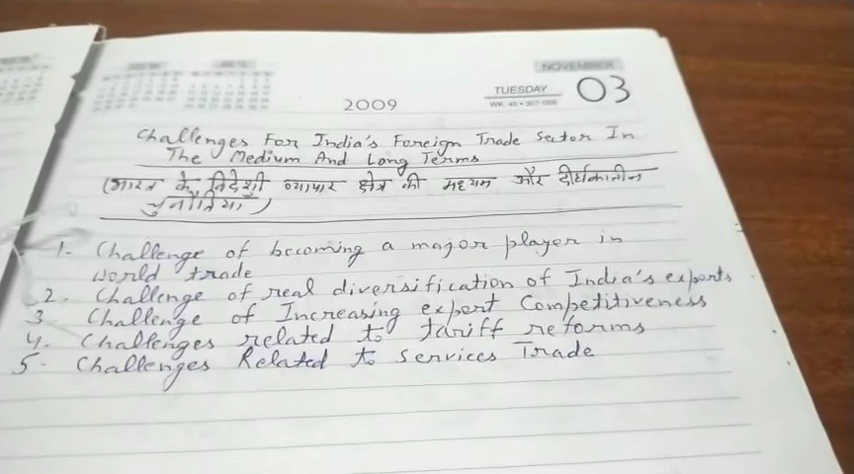 NOVEMBER
2009
TUESDAY
03
Challenges For India's Foreign Trade Sector In
The Medium And Long Terms
(भारत के विदेशी व्यापार क्षेत्र की मध्यम और दीर्घकालीन
चुनौतियाँ)
1. Challenge of becoming a major player in
world trade
2. Challenge of real diversification of India's exports
3 Challenge of Increasing export Competitiveness
4. Challenges related to tariff reforms
5. Challenges Related to Services Trade